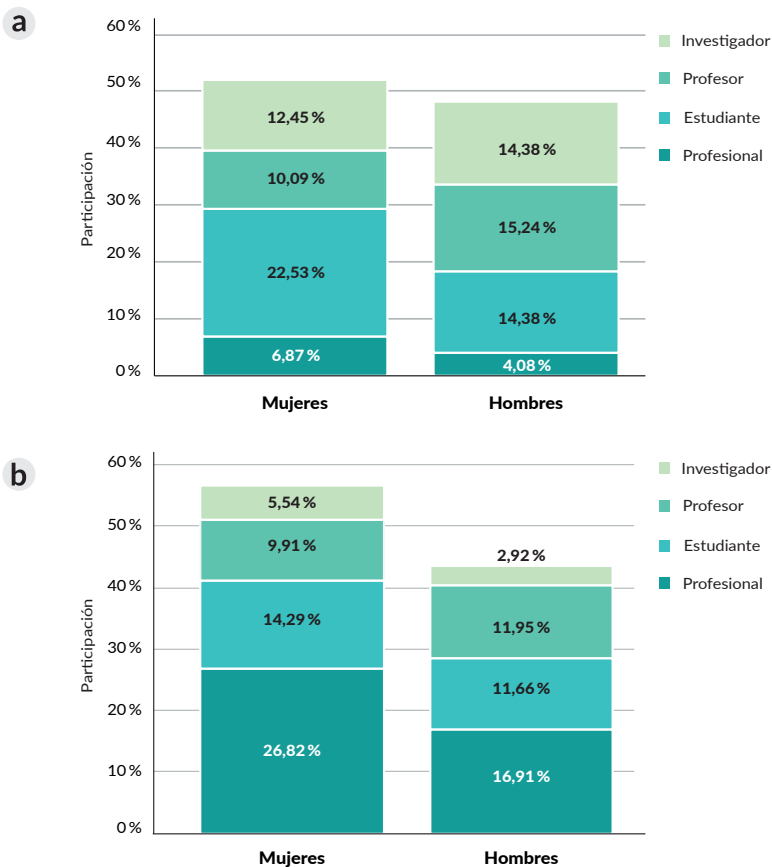 a
60 %
50 %
40 %
30 %
20 %
10 %
0 %
Participación
12,45 %
10,09 %
22,53 %
6,87 %
14,38 %
15,24 %
14,38 %
4,08 %
Mujeres
Hombres
Investigador
Profesor
Estudiante
Profesional
b
60 %
50 %
40 %
30 %
20 %
10 %
0 %
Participación
5,54 %
9,91 %
14,29 %
26,82 %
2,92 %
11,95 %
11,66 %
16,91 %
Mujeres
Hombres
Investigador
Profesor
Estudiante
Profesional